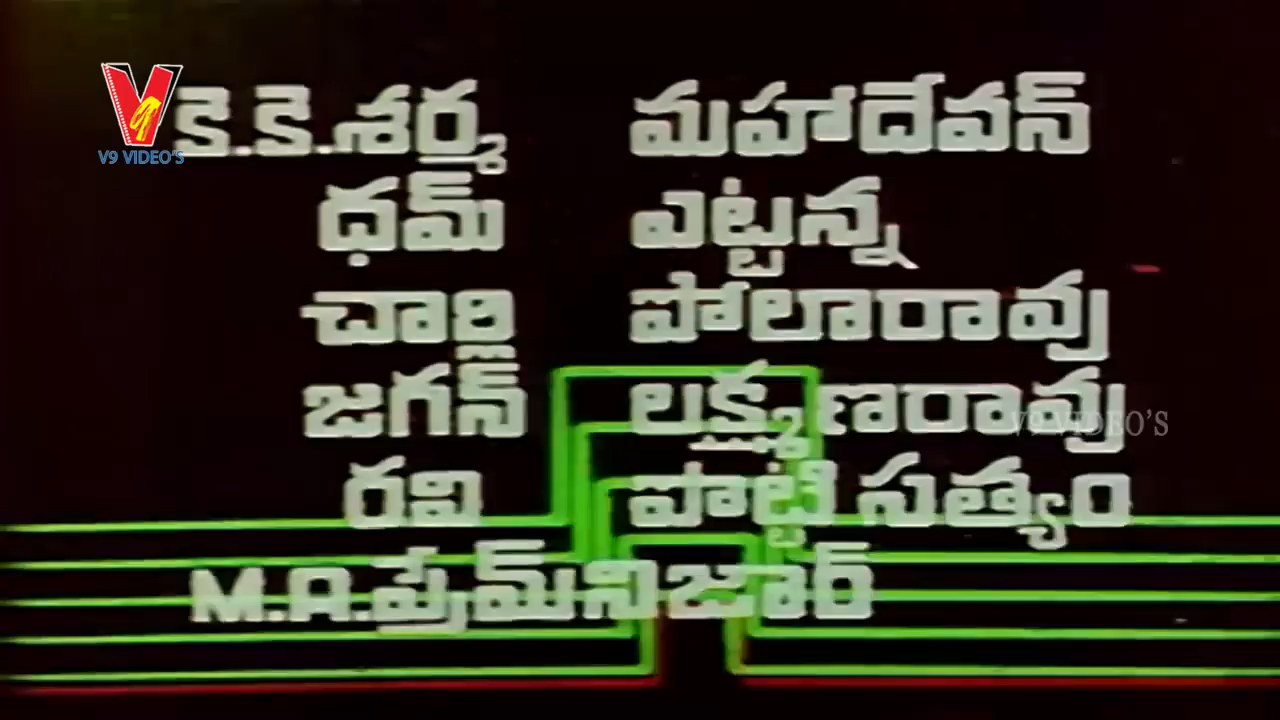 V9 VIDEO'S
కె.కె.శర్మ మహాదేవన్
ధమ్ ఎట్టన్న
చార్లి పోలారావు
జగన్ లక్ష్మణరావు
V9 VIDEO'S
రవి పొట్టి సత్యం
M.A.ప్రేమ్‌నిజార్